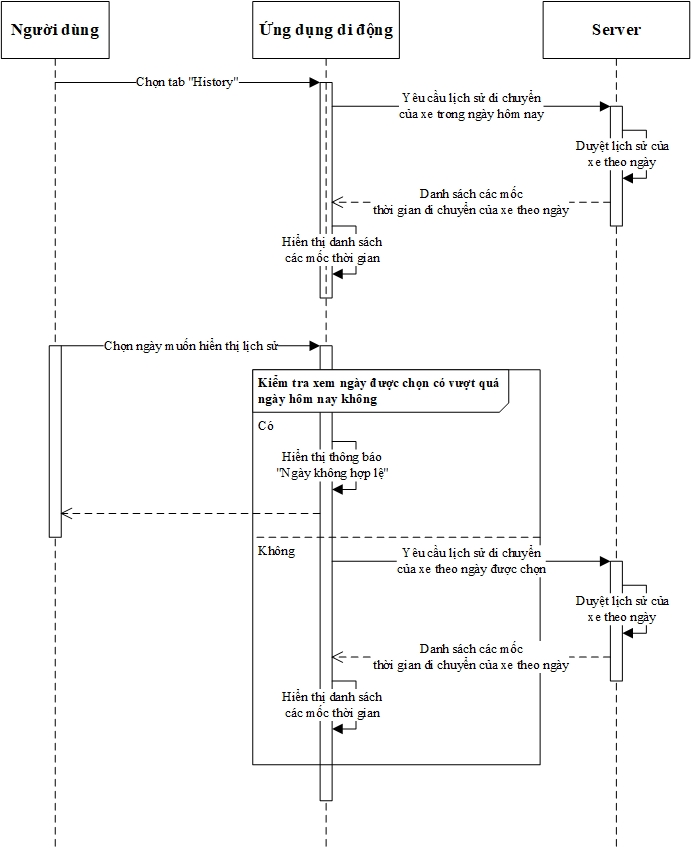 Người dùng
Ứng dụng di động
Server
Chọn tab "History"
Yêu cầu lịch sử di chuyển
của xe trong ngày hôm nay
Duyệt lịch sử của
xe theo ngày
Danh sách các mốc
thời gian di chuyển của xe theo ngày
Hiển thị danh sách
các mốc thời gian
Chọn ngày muốn hiển thị lịch sử
Kiểm tra xem ngày được chọn có vượt quá
ngày hôm nay không
Có
Hiển thị thông báo
"Ngày không hợp lệ"
Không
Yêu cầu lịch sử di chuyển
của xe theo ngày được chọn
Duyệt lịch sử của
xe theo ngày
Danh sách các mốc
thời gian di chuyển của xe theo ngày
Hiển thị danh sách
các mốc thời gian